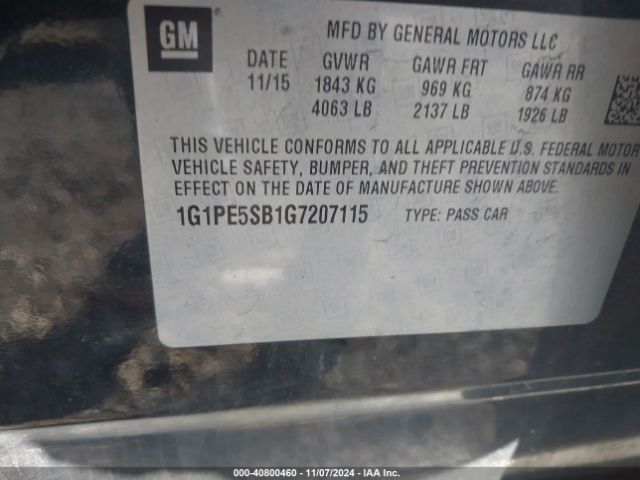 GM
MFD BY GENERAL MOTORS LLC
DATE GVWR GAWR FRT GAWR RR
11/15 1843 KG 969 KG 874 KG
4063 LB 2137 LB 1926 LB
THIS VEHICLE CONFORMS TO ALL APPLICABLE U.S. FEDERAL MOTOR
VEHICLE SAFETY, BUMPER, AND THEFT PREVENTION STANDARDS IN
EFFECT ON THE DATE OF MANUFACTURE SHOWN ABOVE.
1G1PE5SB1G7207115 TYPE: PASS CAR
000-40800460 - 11/07/2024 - IAA Inc.